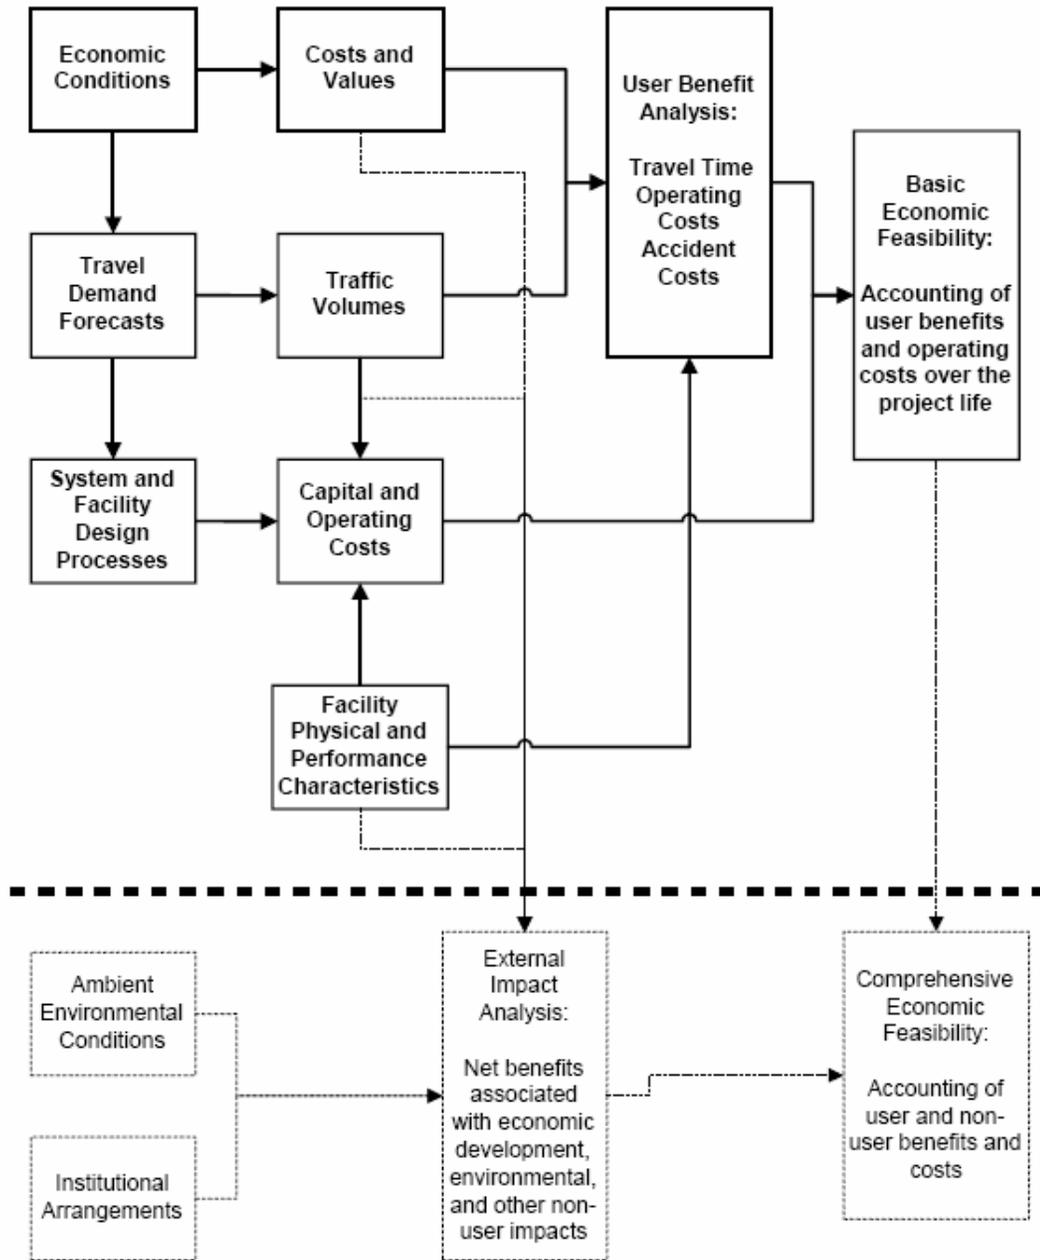 Economic
Conditions
Costs and
Values
User Benefit
Analysis:
Travel Time
Operating
Costs
Accident
Costs
Basic
Economic
Feasibility:
Accounting of
user benefits
and operating
costs over the
project life
Travel
Demand
Forecasts
Traffic
Volumes
System and
Facility
Design
Processes
Capital and
Operating
Costs
Facility
Physical and
Performance
Characteristics
Ambient
Environmental
Conditions
Institutional
Arrangements
External
Impact
Analysis:
Net benefits
associated
with economic
development,
environmental,
and other non-
user impacts
Comprehensive
Economic
Feasibility:
Accounting of
user and non-
user benefits and
costs